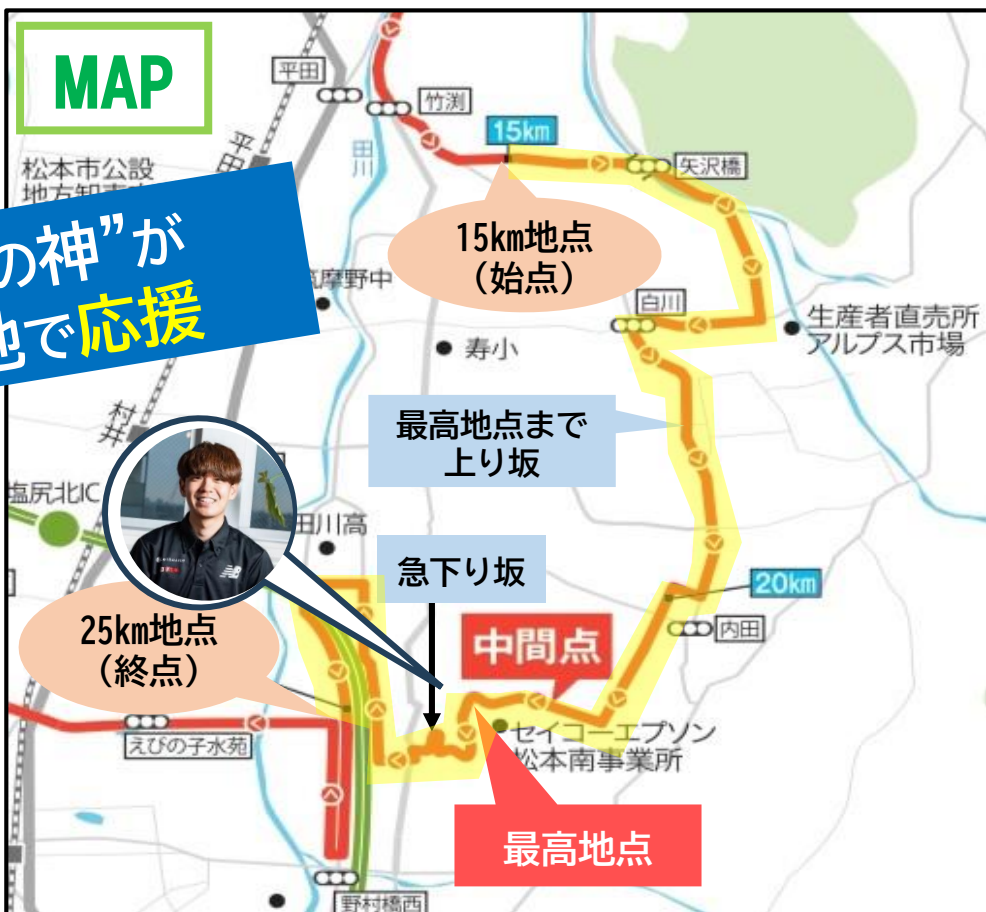 MAP
平田
竹渕
15km
矢沢橋
松本市公設
平田
田川
の神”が
地で応援
15km地点
(始点)
筑摩野中
白川
生産者直売所
アルプス市場
寿小
村井
最高地点まで
上り坂
塩尻北IC
田川高
急下り坂
20km
内田
25km地点
(終点)
中間点
えびの子水苑
セイコーエプソン
松本南事業所
最高地点
野村橋西